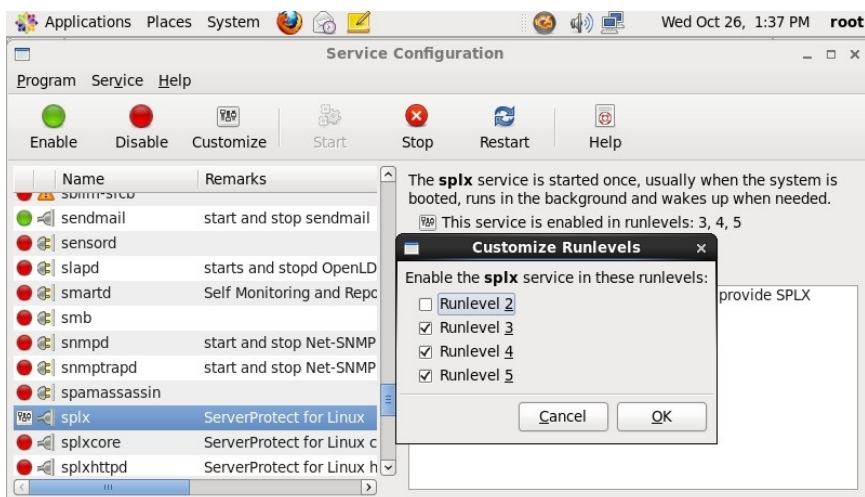 Applications Places System Wed Oct 26, 1:37 PM root
Service Configuration
Program Service Help
Enable Disable Customize Start Stop Restart Help
Name Remarks
sblim-sfcb
sendmail start and stop sendmail
sensord
slapd starts and stopd OpenLD
smartd Self Monitoring and Repo
smb
snmpd start and stop Net-SNMP
snmptrapd start and stop Net-SNMP
spamassassin
splx ServerProtect for Linux
splxcore ServerProtect for Linux c
splxhttpd ServerProtect for Linux h
The splx service is started once, usually when the system is
booted, runs in the background and wakes up when needed.
This service is enabled in runlevels: 3, 4, 5
provide SPLX
Customize Runlevels
Enable the splx service in these runlevels:
Runlevel 2
Runlevel 3
Runlevel 4
Runlevel 5
Cancel OK